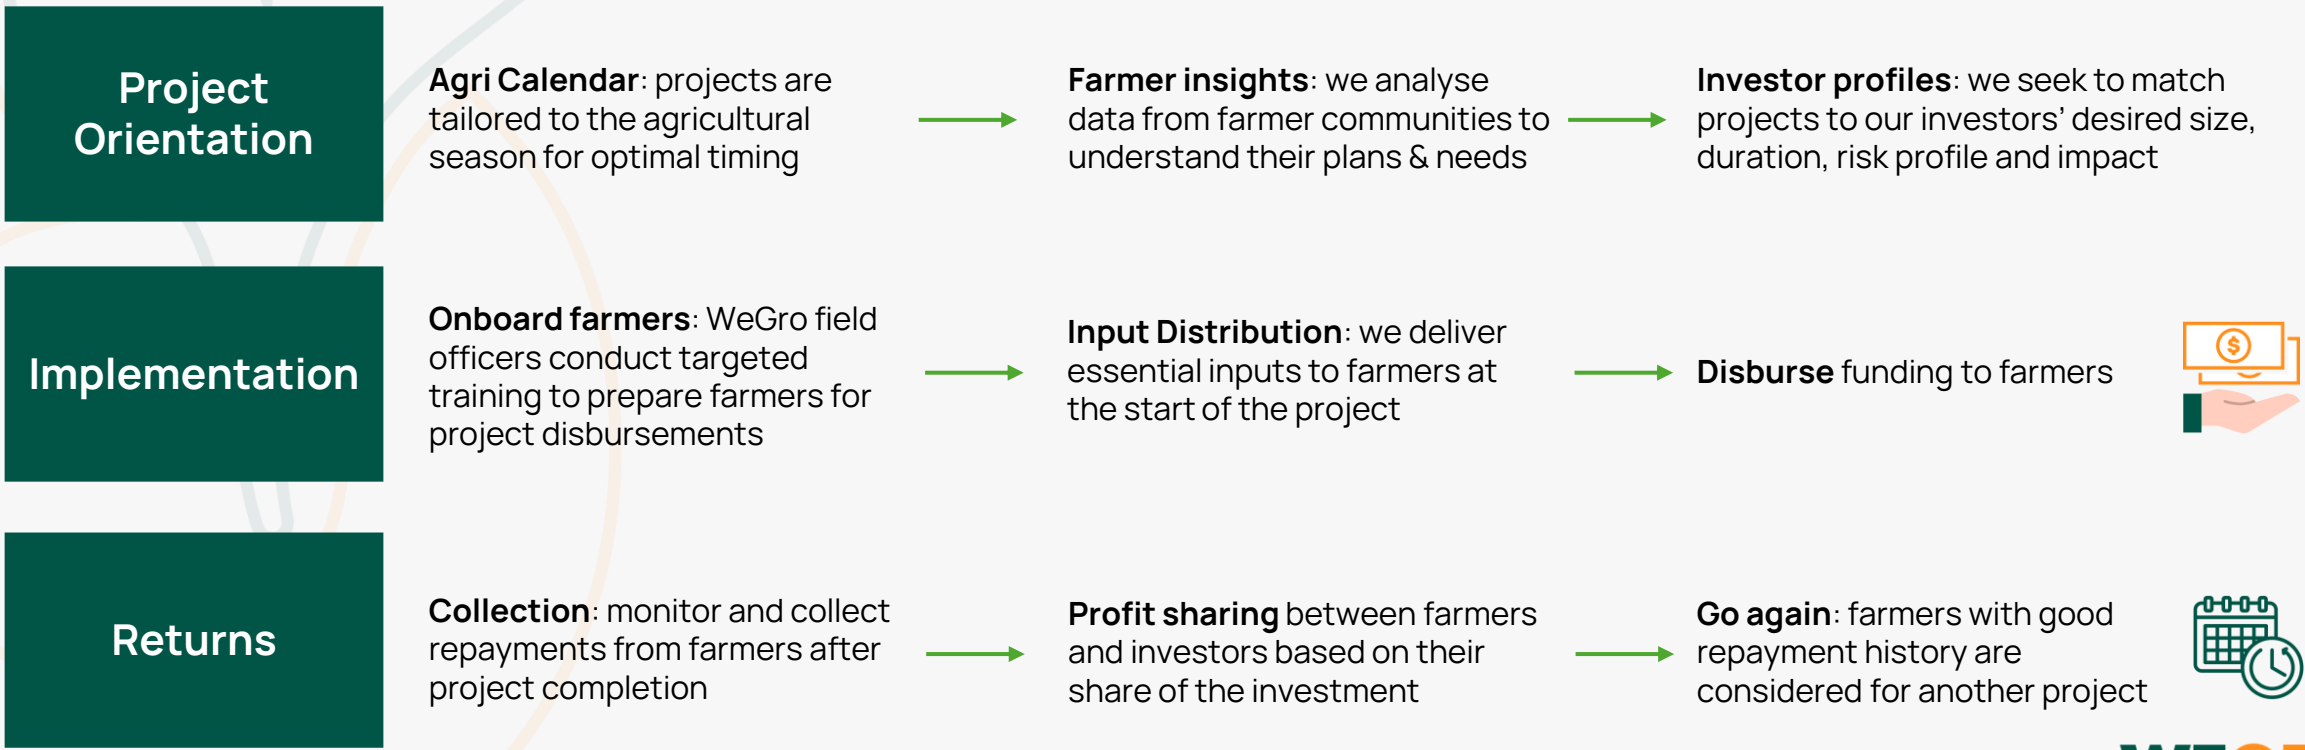 Project
Orientation
Agri Calendar: projects are
tailored to the agricultural
season for optimal timing
Farmer insights: we analyse
data from farmer communities to
understand their plans & needs
Investor profiles: we seek to match
projects to our investors’ desired size,
duration, risk profile and impact
Implementation
Onboard farmers: WeGro field
officers conduct targeted
training to prepare farmers for
project disbursements
Input Distribution: we deliver
essential inputs to farmers at
the start of the project
Disburse funding to farmers
$
Returns
Collection: monitor and collect
repayments from farmers after
project completion
Profit sharing between farmers
and investors based on their
share of the investment
Go again: farmers with good
repayment history are
considered for another project